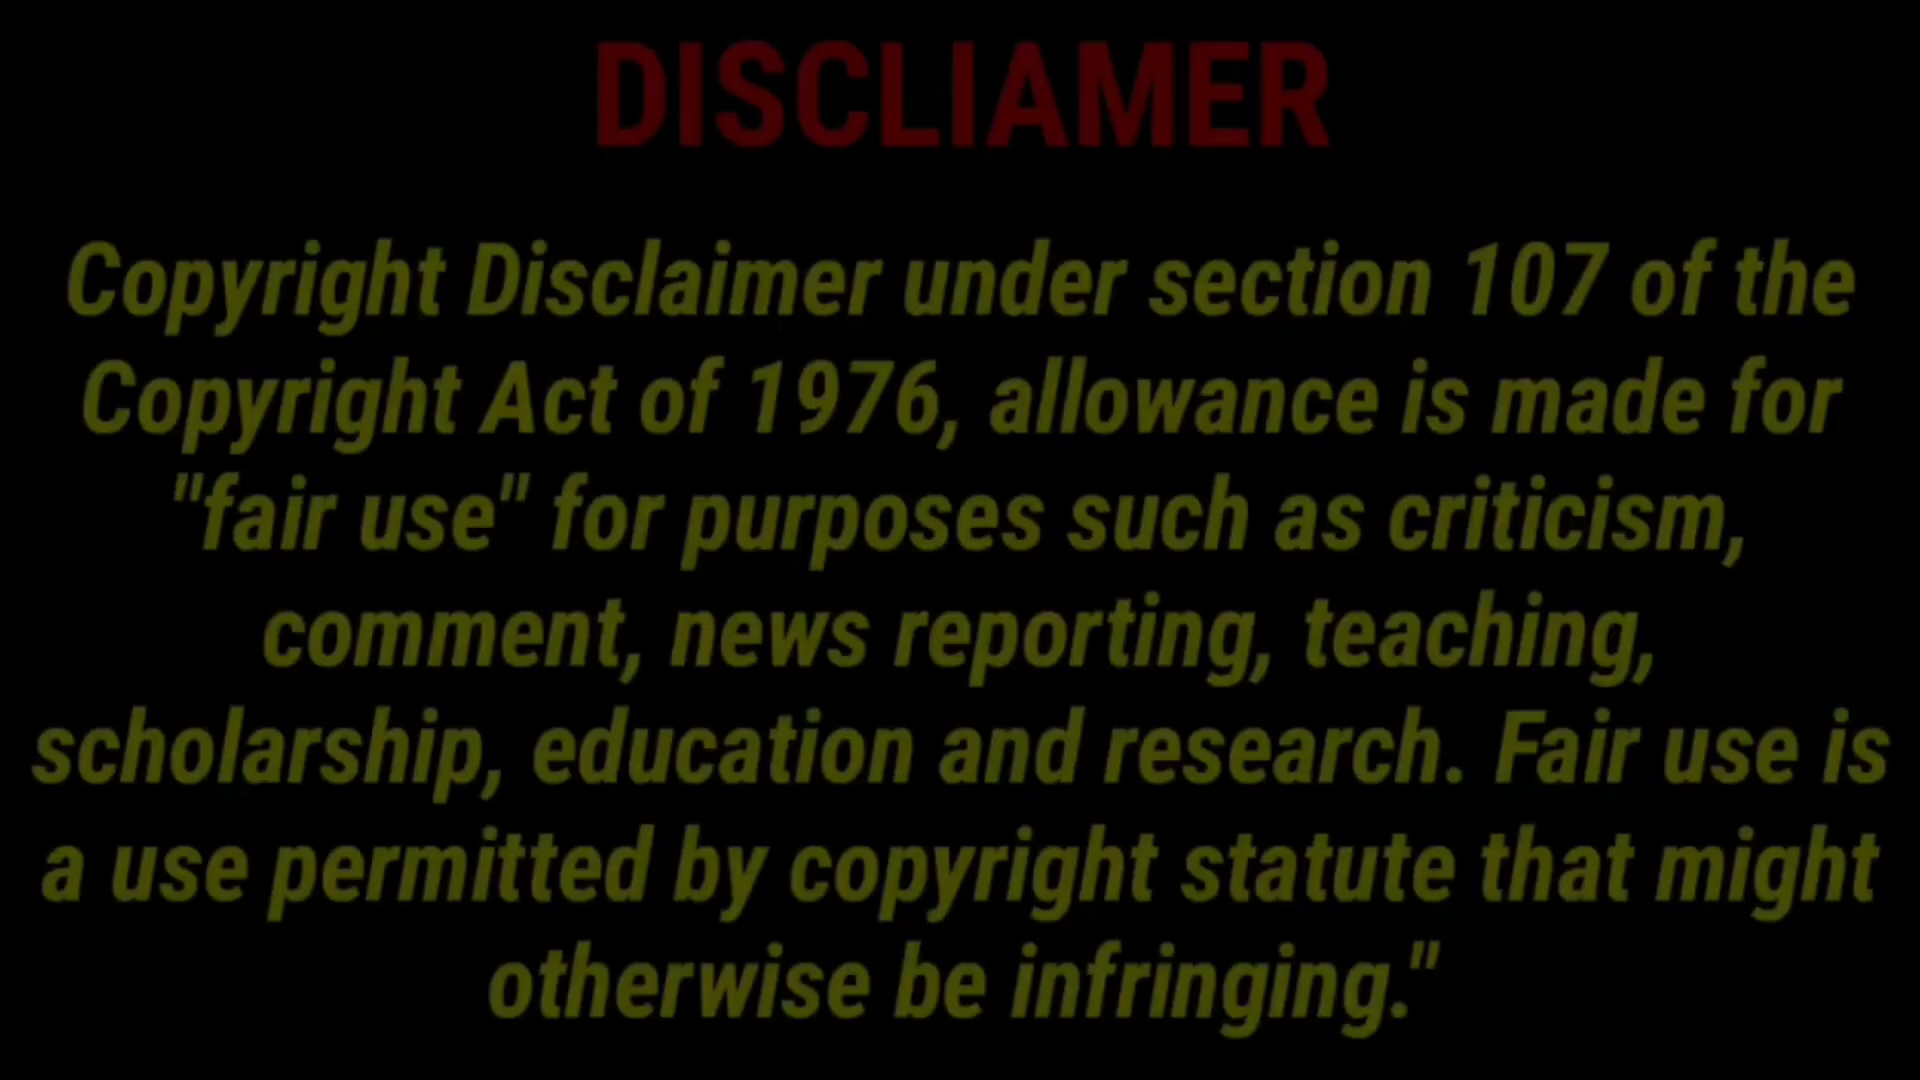 DISCLIAMER
Copyright Disclaimer under section 107 of the
Copyright Act of 1976, allowance is made for
"fair use" for purposes such as criticism,
comment, news reporting, teaching,
scholarship, education and research. Fair use is
a use permitted by copyright statute that might
otherwise be infringing."